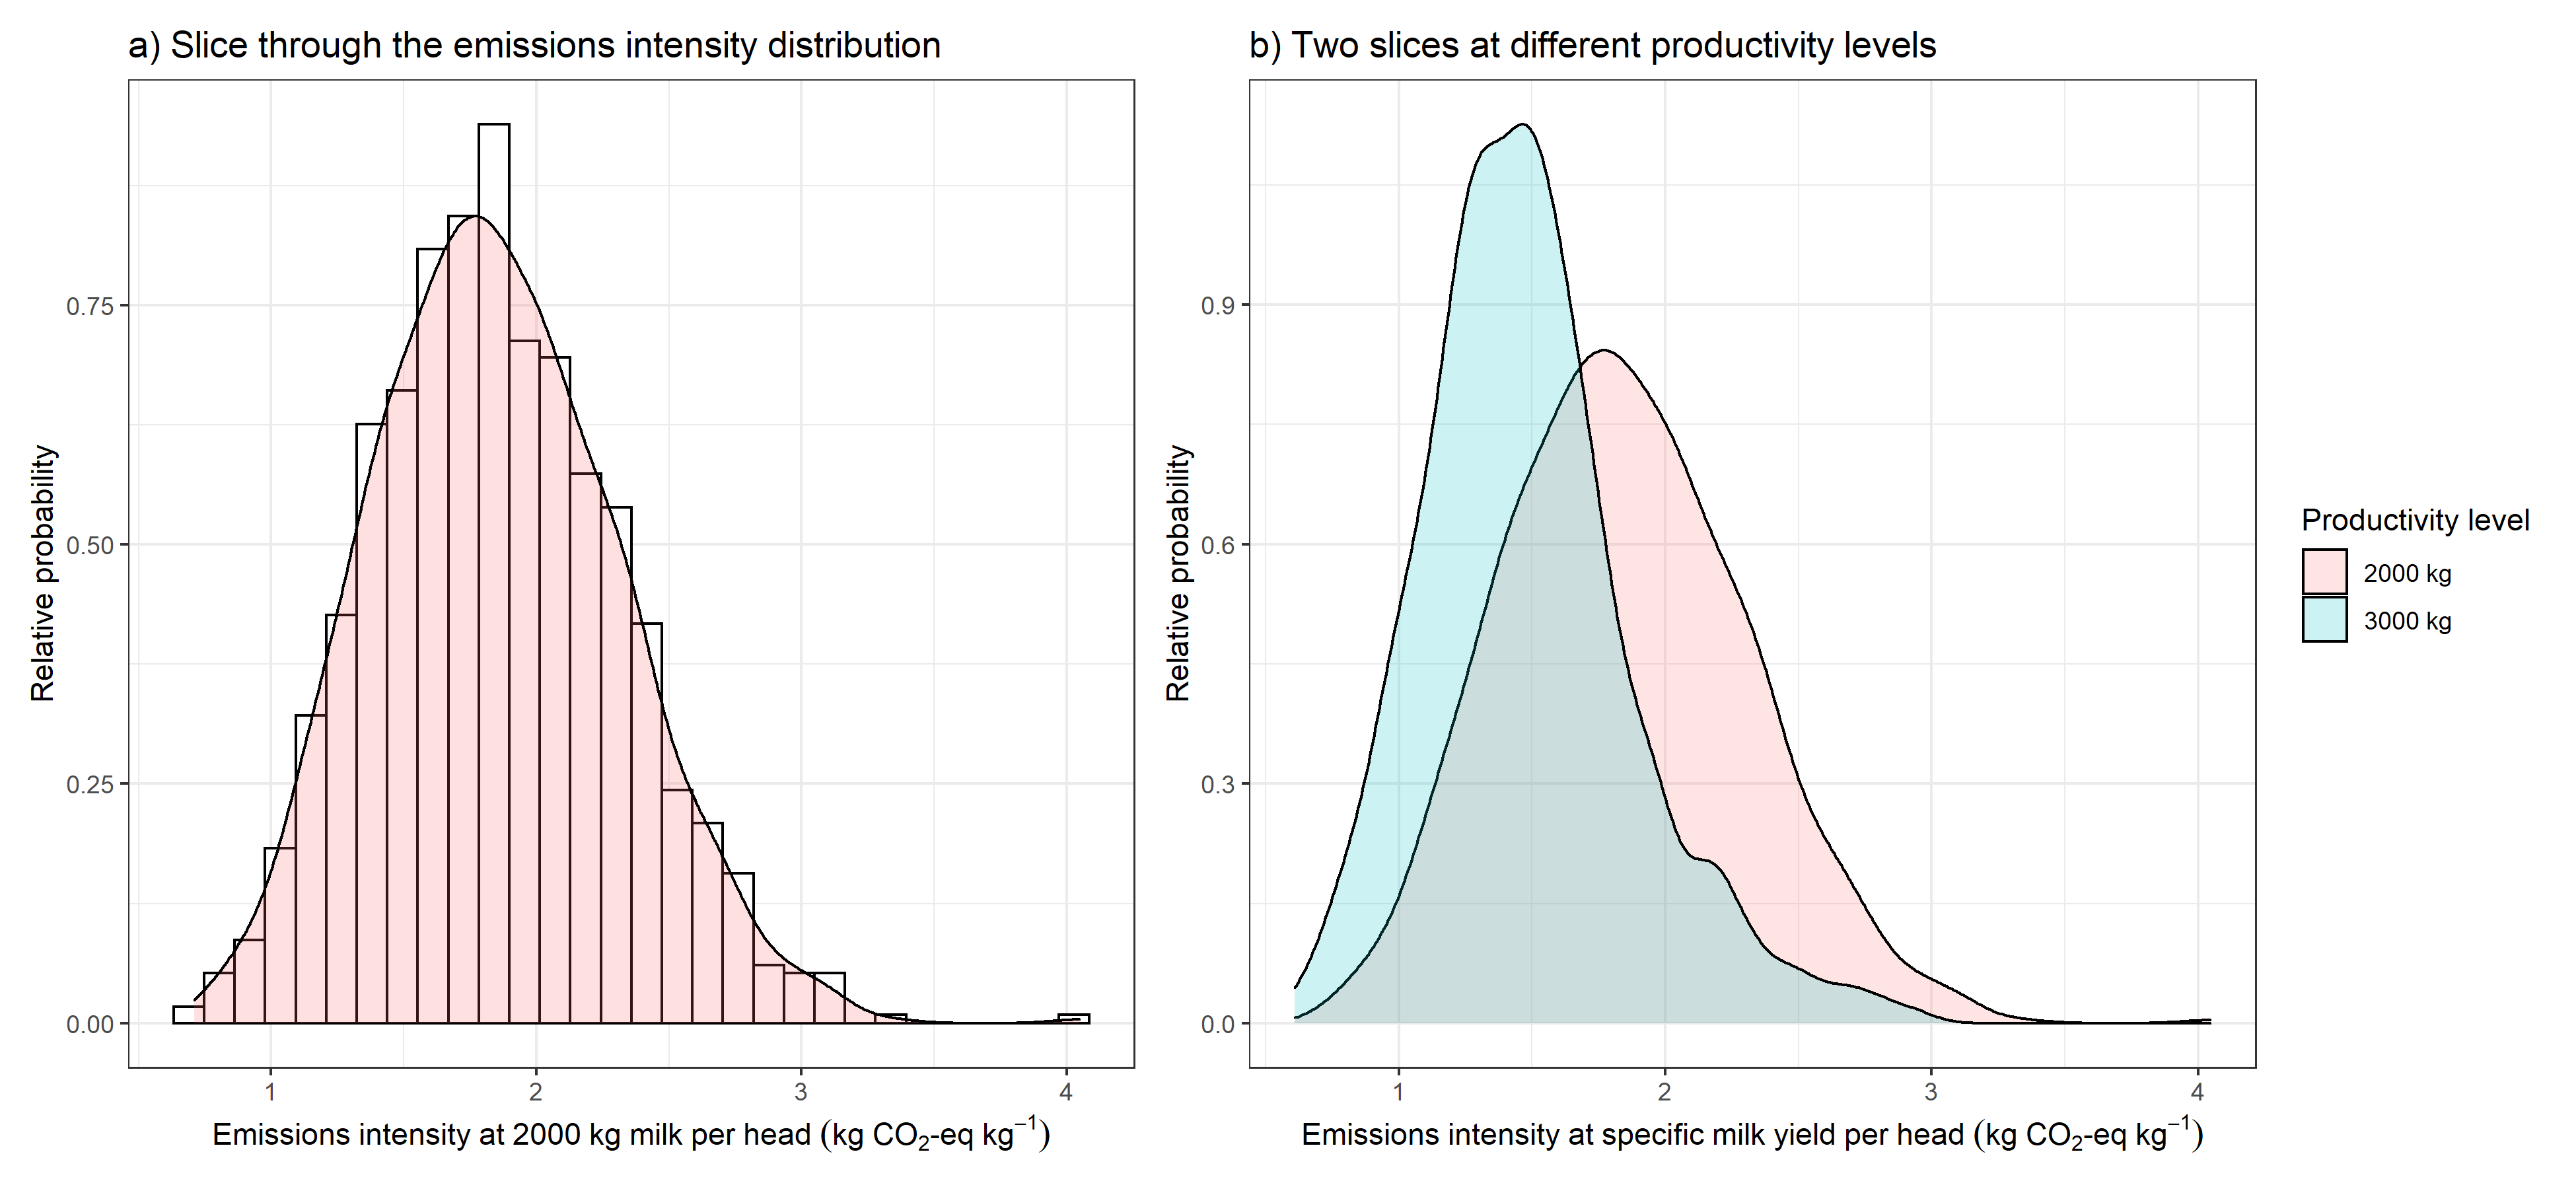 a) Slice through the emissions intensity distribution
Relative probability
0.75
0.50
0.25
0.00
1 2 3 4
Emissions intensity at 2000 kg milk per head (kg CO₂-eq kg⁻¹)
b) Two slices at different productivity levels
Relative probability
0.9
0.6
0.3
0.0
1 2 3 4
Emissions intensity at specific milk yield per head (kg CO₂-eq kg⁻¹)
Productivity level
2000 kg
3000 kg